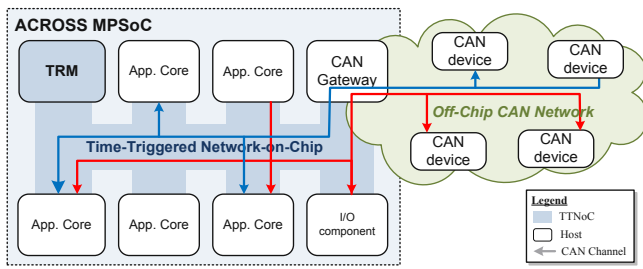 ACROSS MPSoC
TRM
App. Core
App. Core
CAN
Gateway
CAN
device
CAN
device
Off-Chip CAN Network
CAN
device
CAN
device
Time-Triggered Network-on-Chip
App. Core
App. Core
App. Core
I/O
component
Legend
TTNoC
Host
CAN Channel